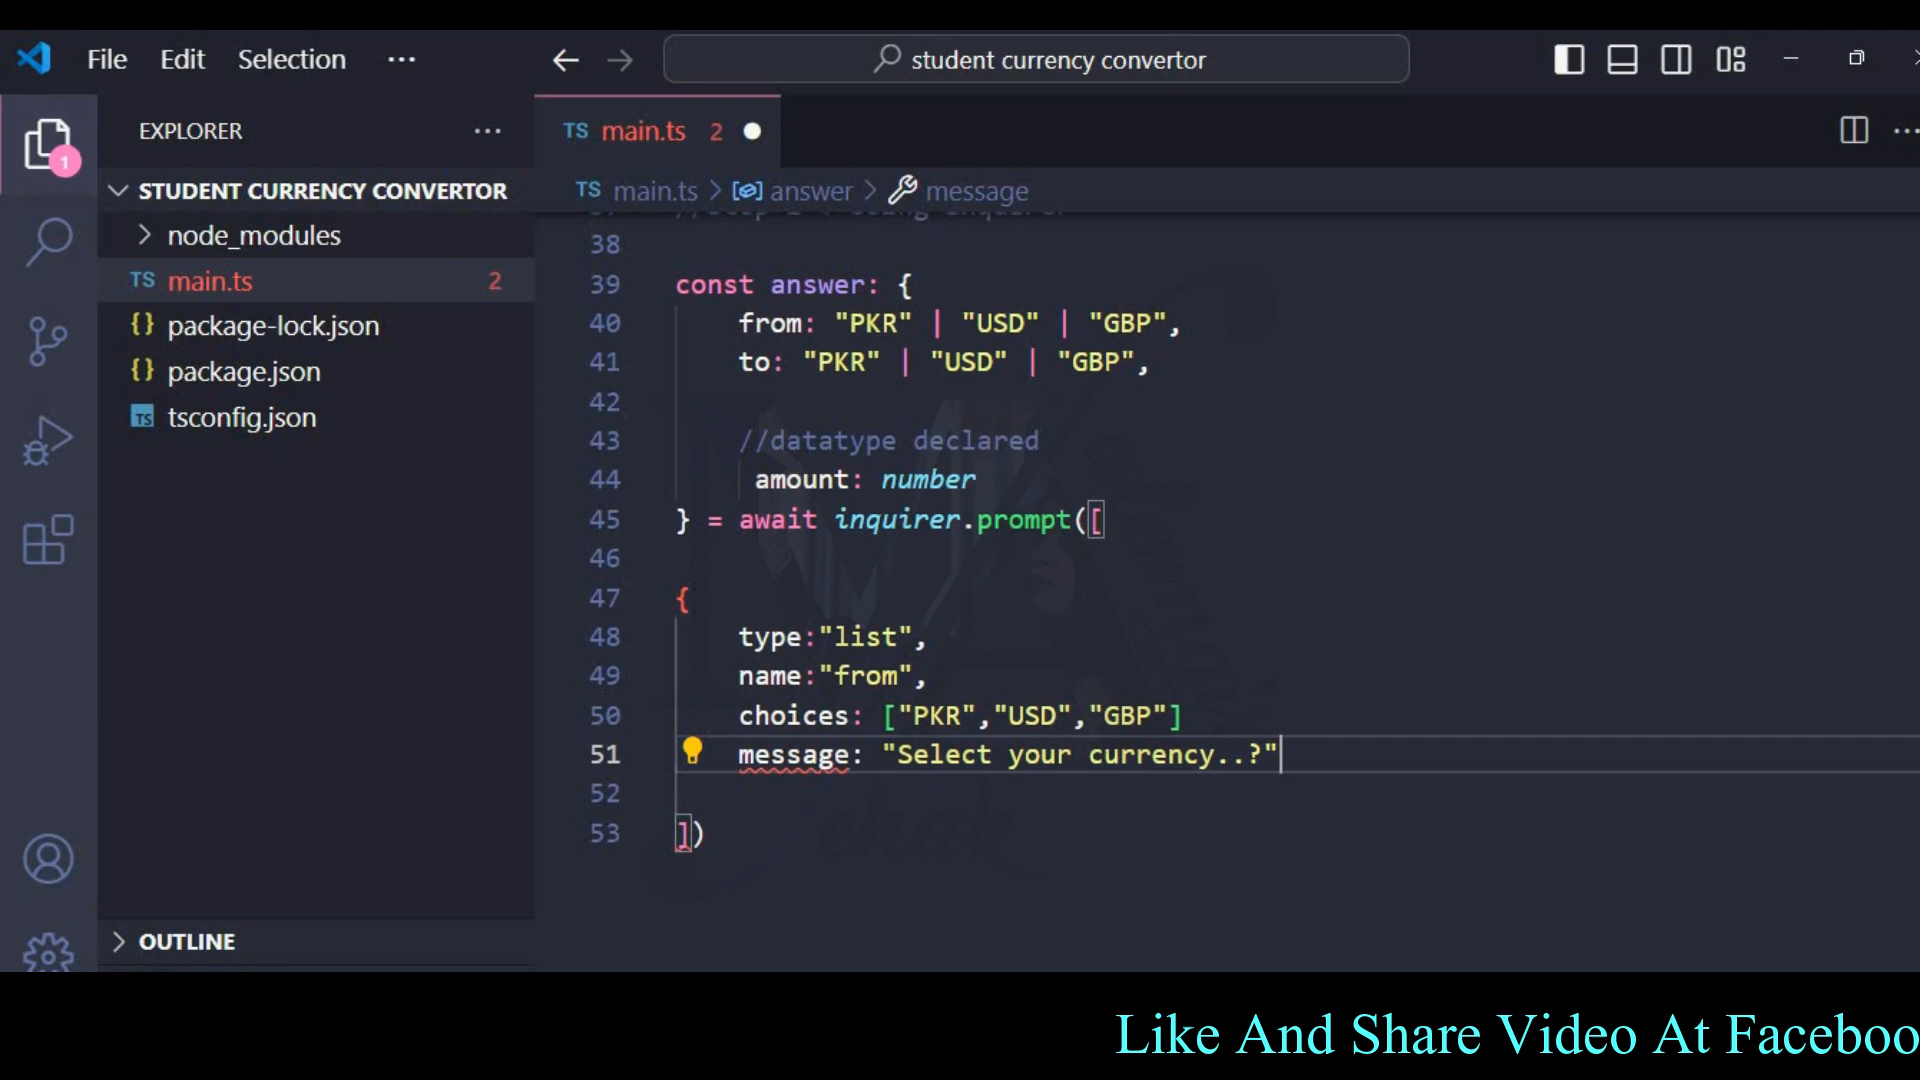 File Edit Selection ···
student currency convertor
EXPLORER ···
TS main.ts 2
1
STUDENT CURRENCY CONVERTOR
TS main.ts > answer > message
node_modules
TS main.ts 2
{} package-lock.json
{} package.json
TS tsconfig.json
38
39 const answer: {
40 from: "PKR" | "USD" | "GBP",
41 to: "PKR" | "USD" | "GBP",
42
43 //datatype declared
44 amount: number
45 } = await inquirer.prompt([
46
47 {
48 type:"list",
49 name:"from",
50 choices: ["PKR","USD","GBP"]
51 message: "Select your currency..?"
52
53 ])
OUTLINE
Like And Share Video At Faceboo